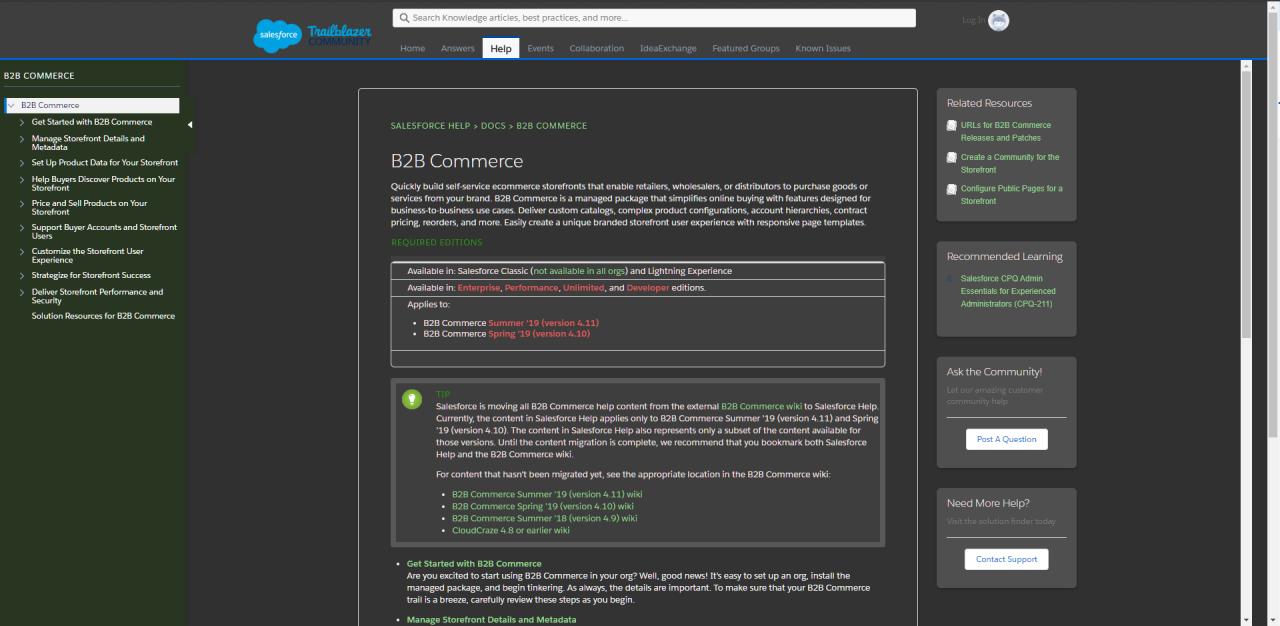 salesforce
Trailblazer
COMMUNITY
Search Knowledge articles, best practices, and more...
Log In
Home
Answers
Help
Events
Collaboration
IdeaExchange
Featured Groups
Known Issues
B2B COMMERCE
B2B Commerce
Get Started with B2B Commerce
Manage Storefront Details and
Metadata
Set Up Product Data for Your Storefront
Help Buyers Discover Products on Your
Storefront
Price and Sell Products on Your
Storefront
Support Buyer Accounts and Storefront
Users
Customize the Storefront User
Experience
Strategize for Storefront Success
Deliver Storefront Performance and
Security
Solution Resources for B2B Commerce
SALESFORCE HELP > DOCS > B2B COMMERCE
B2B Commerce
Quickly build self-service ecommerce storefronts that enable retailers, wholesalers, or distributors to purchase goods or
services from your brand. B2B Commerce is a managed package that simplifies online buying with features designed for
business-to-business use cases. Deliver custom catalogs, complex product configurations, account hierarchies, contract
pricing, reorders, and more. Easily create a unique branded storefront user experience with responsive page templates.
REQUIRED EDITIONS
Available in: Salesforce Classic (not available in all orgs) and Lightning Experience
Available in: Enterprise, Performance, Unlimited, and Developer editions.
Applies to:
• B2B Commerce Summer '19 (version 4.11)
• B2B Commerce Spring '19 (version 4.10)
TIP
Salesforce is moving all B2B Commerce help content from the external B2B Commerce wiki to Salesforce Help.
Currently, the content in Salesforce Help applies only to B2B Commerce Summer '19 (version 4.11) and Spring
'19 (version 4.10). The content in Salesforce Help also represents only a subset of the content available for
those versions. Until the content migration is complete, we recommend that you bookmark both Salesforce
Help and the B2B Commerce wiki.
For content that hasn't been migrated yet, see the appropriate location in the B2B Commerce wiki:
• B2B Commerce Summer '19 (version 4.11) wiki
• B2B Commerce Spring '19 (version 4.10) wiki
• B2B Commerce Summer '18 (version 4.9) wiki
• CloudCraze 4.8 or earlier wiki
• Get Started with B2B Commerce
Are you excited to start using B2B Commerce in your org? Well, good news! It's easy to set up an org, install the
managed package, and begin tinkering. As always, the details are important. To make sure that your B2B Commerce
trail is a breeze, carefully review these steps as you begin.
• Manage Storefront Details and Metadata
Related Resources
URLs for B2B Commerce
Releases and Patches
Create a Community for the
Storefront
Configure Public Pages for a
Storefront
Recommended Learning
Salesforce CPQ Admin
Essentials for Experienced
Administrators (CPQ-211)
Ask the Community!
Let our amazing customer
community help
Post A Question
Need More Help?
Visit the solution finder today
Contact Support